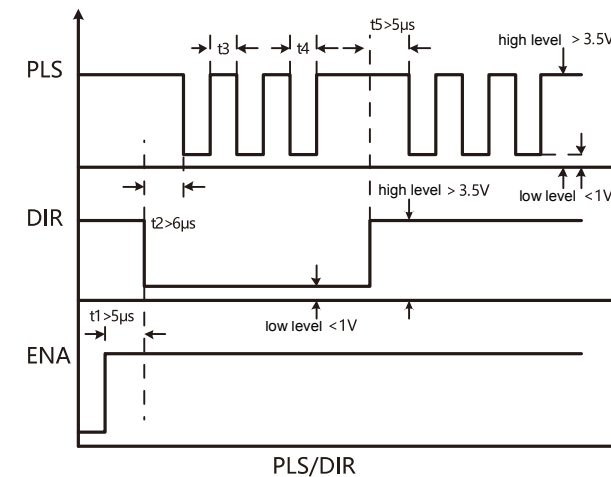 t5>5μs
t3
t4
high level > 3.5V
PLS
low level <1V
high level > 3.5V
DIR
t2>6μs
t1>5μs
low level <1V
ENA
PLS/DIR